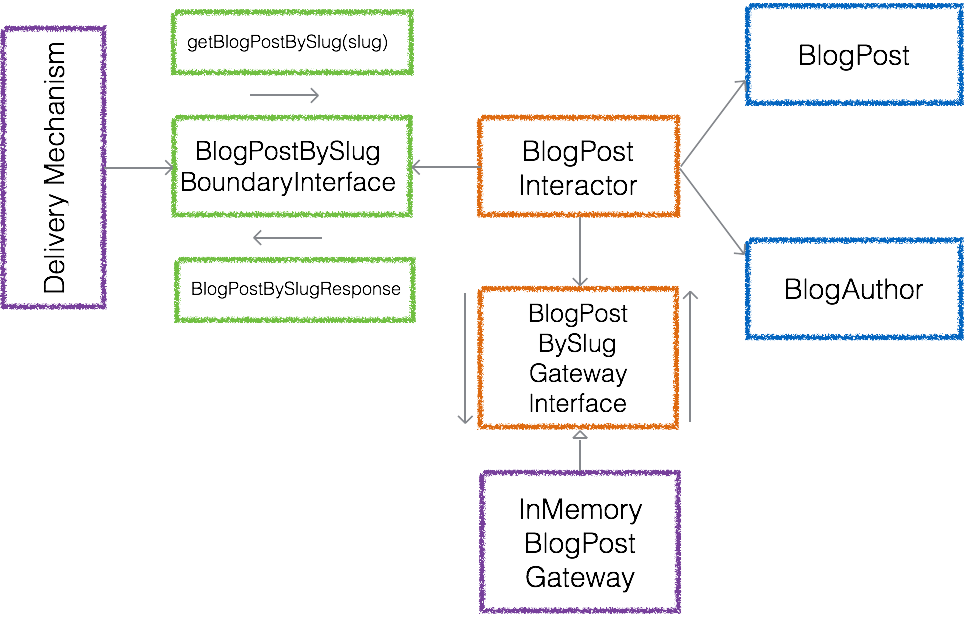 Delivery Mechanism
getBlogPostBySlug(slug)
BlogPostBySlug
BoundaryInterface
BlogPostBySlugResponse
BlogPost
Interactor
BlogPost
BySlug
Gateway
Interface
InMemory
BlogPost
Gateway
BlogPost
BlogAuthor